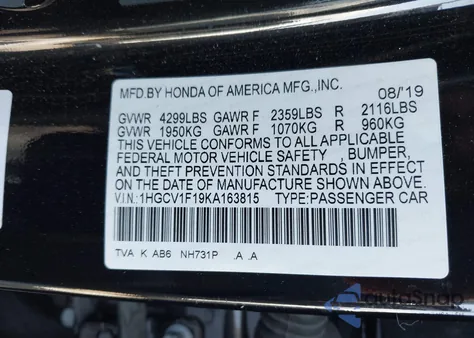 MFD.BY HONDA OF AMERICA MFG.,INC. 08/'19
GVWR 4299LBS GAWR F 2359LBS R 2116LBS
GVWR 1950KG GAWR F 1070KG R 960KG
THIS VEHICLE CONFORMS TO ALL APPLICABLE
FEDERAL MOTOR VEHICLE SAFETY , BUMPER,
AND THEFT PREVENTION STANDARDS IN EFFECT
ON THE DATE OF MANUFACTURE SHOWN ABOVE.
V.I.N.:1HGCV1F19KA163815 TYPE:PASSENGER CAR
TVA K AB6 NH731P .A .A
autoSnap